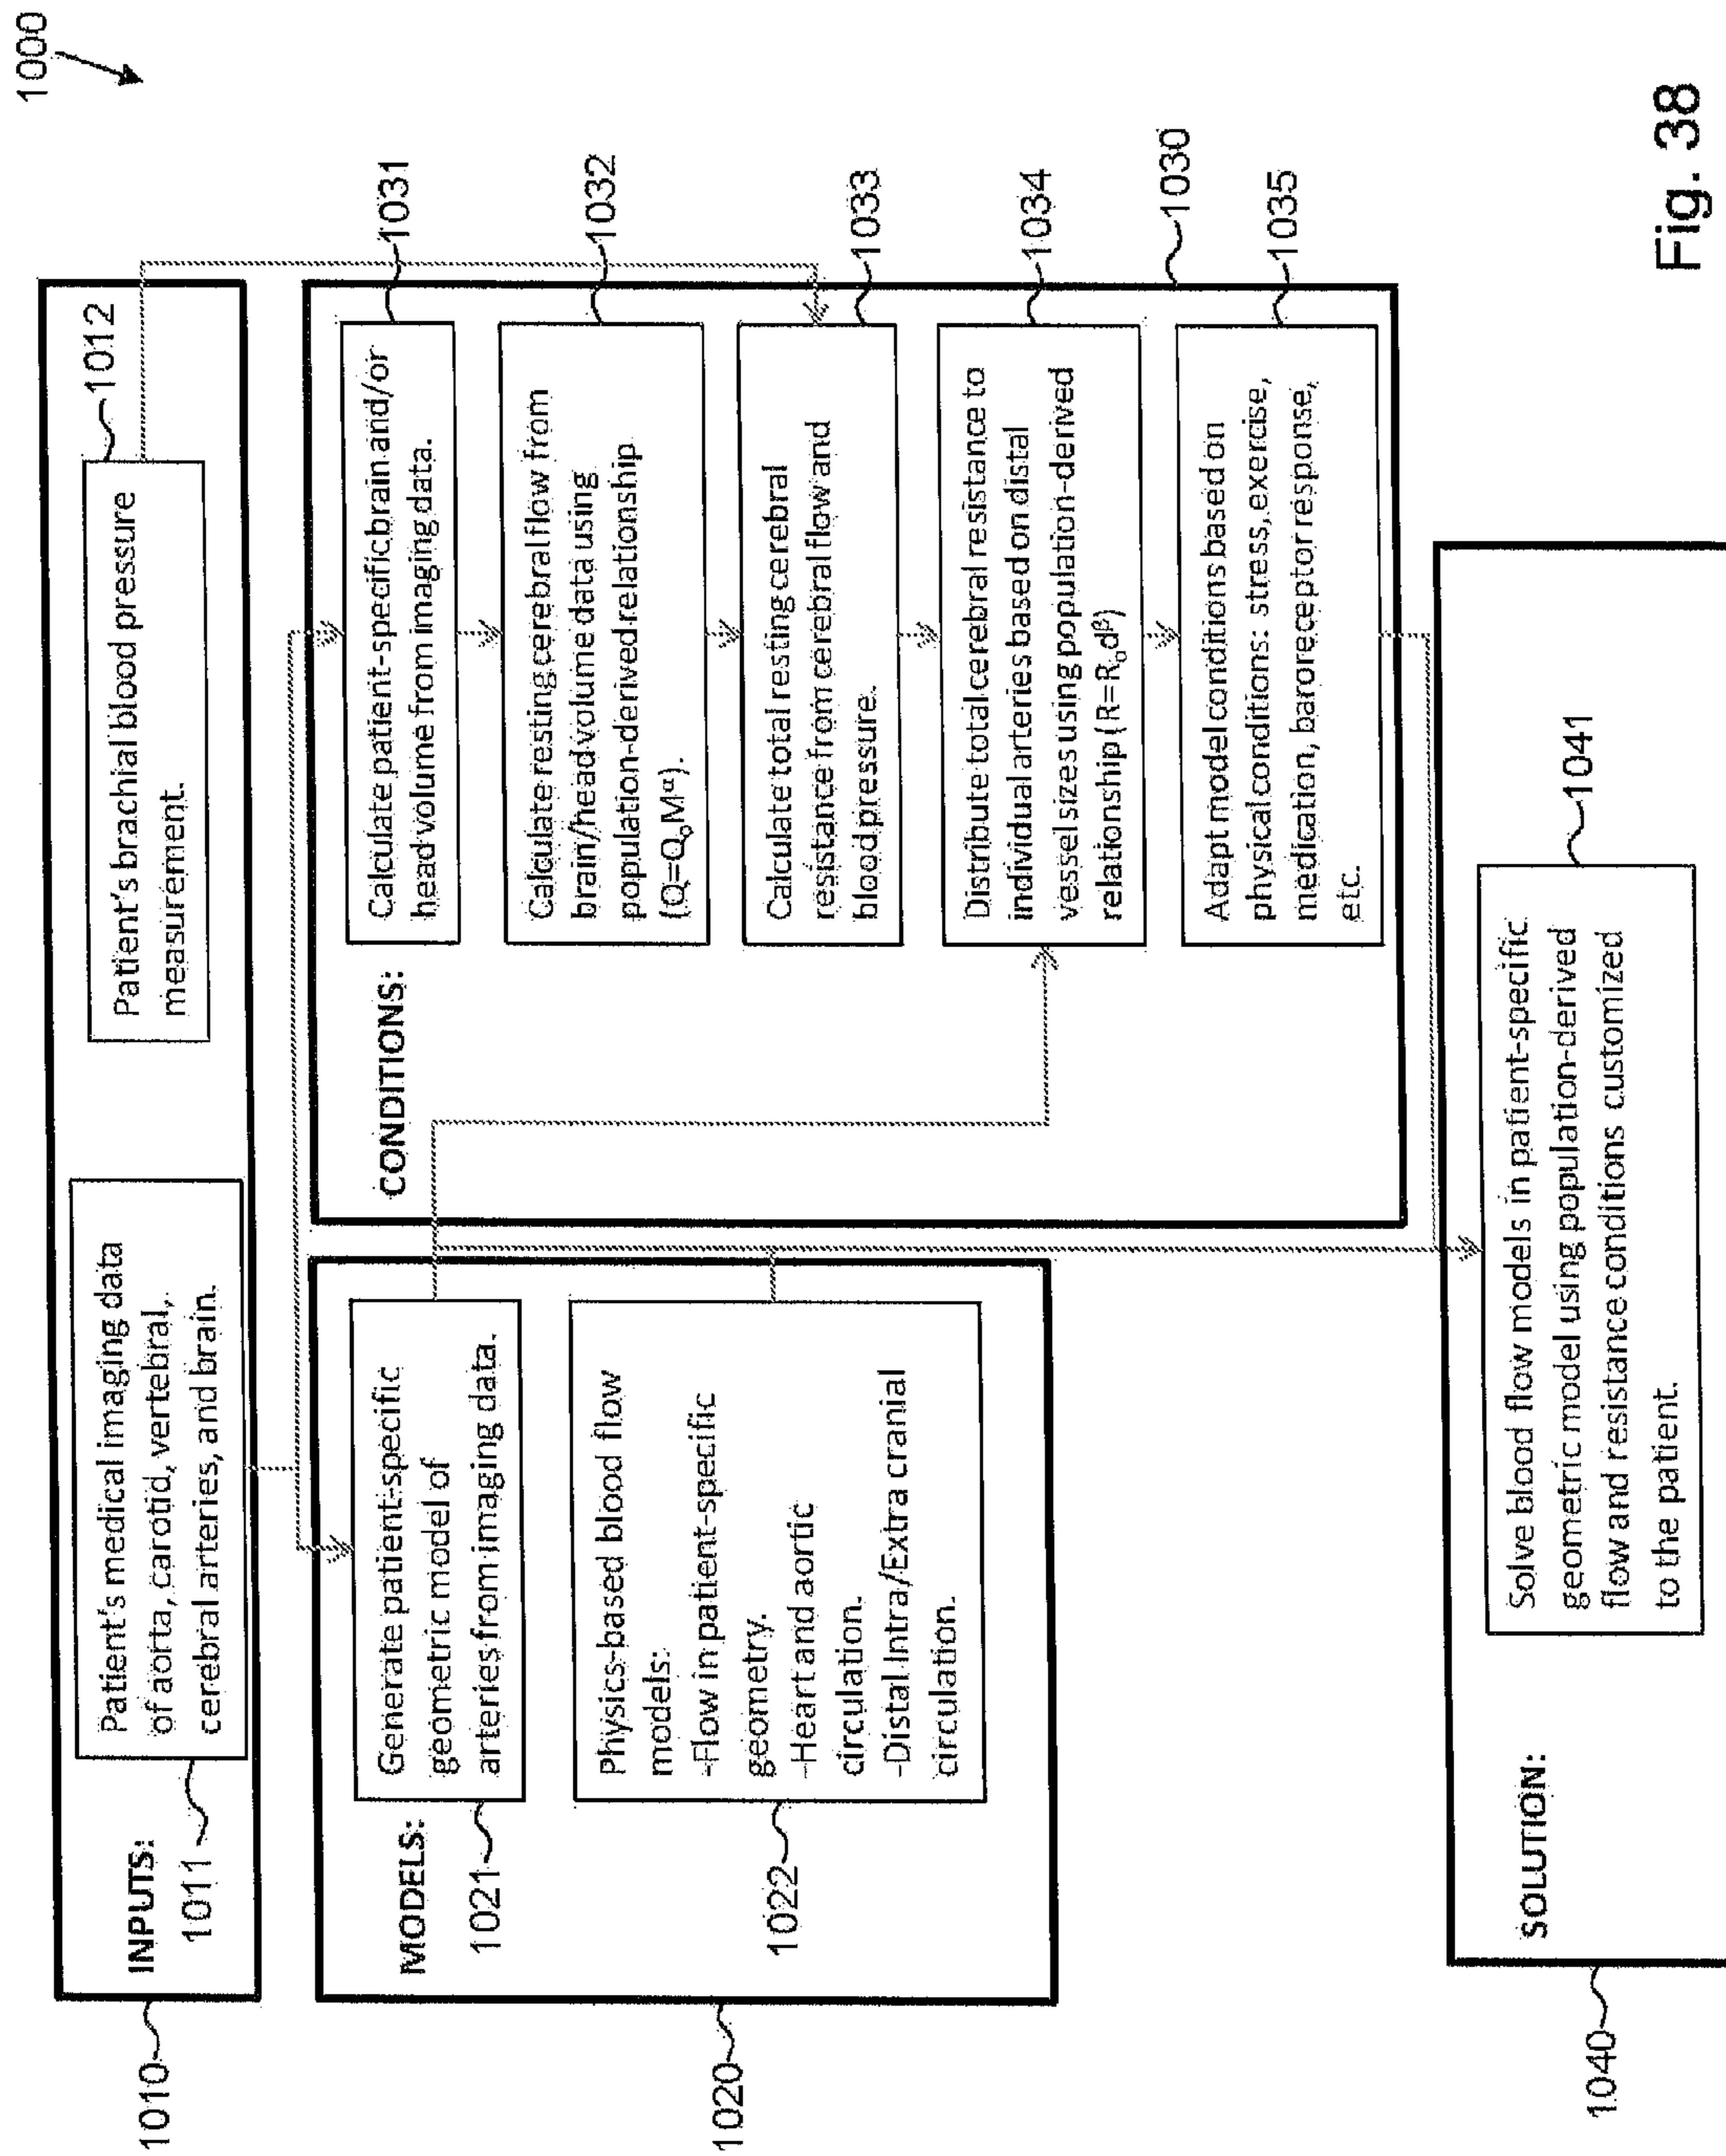 1000
1010
INPUTS:
1011
Patient's medical imaging data
of aorta, carotid, vertebral,
cerebral arteries, and brain.
1012
Patient's brachial blood pressure
measurement.
1020
MODELS:
1021
Generate patient-specific
geometric model of
arteries from imaging data.
1022
Physics-based blood flow
models:
-Flow in patient-specific
geometry.
-Heart and aortic
circulation.
-Distal Intra/Extra cranial
circulation.
CONDITIONS:
Calculate patient-specific brain and/or
head volume from imaging data.
1031
Calculate resting cerebral flow from
brain/head volume data using
population-derived relationship
(Q=QₒM^α).
1032
Calculate total resting cerebral
resistance from cerebral flow and
blood pressure.
1033
Distribute total cerebral resistance to
individual arteries based on distal
vessel sizes using population-derived
relationship (R=Rₒd^β)
1034
1030
Adapt model conditions based on
physical conditions: stress, exercise,
medication, baroreceptor response,
etc.
1035
1040
SOLUTION:
Solve blood flow models in patient-specific
geometric model using population-derived
flow and resistance conditions customized
to the patient.
1041
Fig. 38